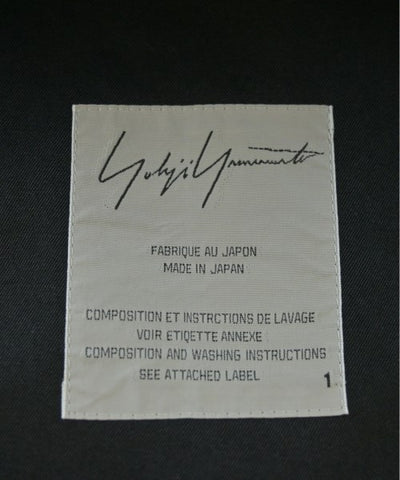 Yohji Yamamoto
FABRIQUE AU JAPON
MADE IN JAPAN
COMPOSITION ET INSTRCTIONS DE LAVAGE
VOIR ETIQETTE ANNEXE
COMPOSITION AND WASHING INSTRUCTIONS
SEE ATTACHED LABEL
1